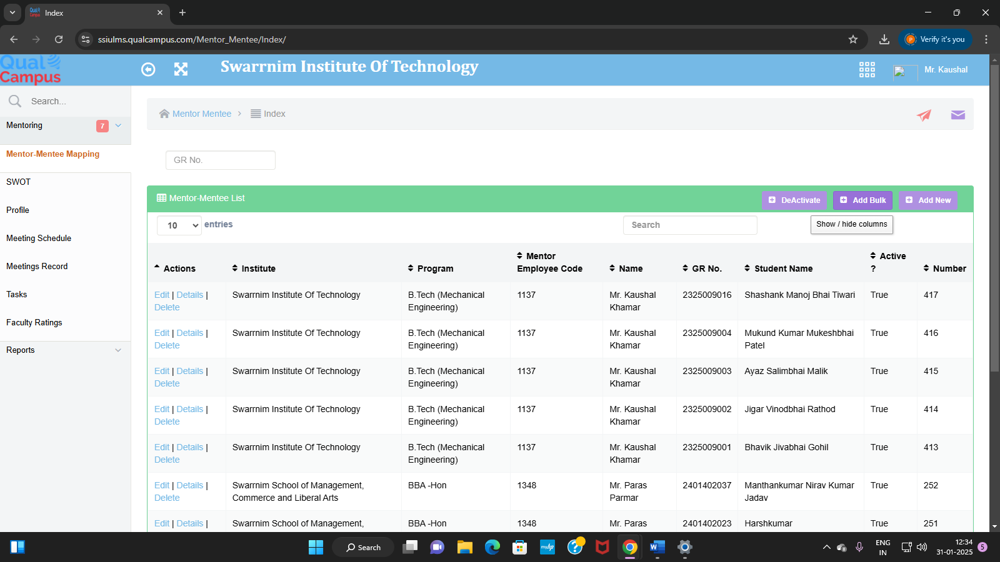 Index
ssiulms.qualcampus.com/Mentor_Mentee/Index/
Verify it's you
Qual
Campus
Swarrnim Institute Of Technology
Mr. Kaushal
Search...
Mentor Mentee > Index
Mentoring 7
Mentor-Mentee Mapping
SWOT
Profile
Meeting Schedule
Meetings Record
Tasks
Faculty Ratings
Reports
GR No.
Mentor-Mentee List
DeActivate Add Bulk Add New
10 entries
Search
Show / hide columns
Actions Institute Program Mentor Employee Code Name GR No. Student Name Active ? Number
Edit | Details | Swarrnim Institute Of Technology B.Tech (Mechanical 1137 Mr. Kaushal 2325009016 Shashank Manoj Bhai Tiwari True 417
Delete Engineering) Khamar
Edit | Details | Swarrnim Institute Of Technology B.Tech (Mechanical 1137 Mr. Kaushal 2325009004 Mukund Kumar Mukeshbhai True 416
Delete Engineering) Khamar Patel
Edit | Details | Swarrnim Institute Of Technology B.Tech (Mechanical 1137 Mr. Kaushal 2325009003 Ayaz Salimbhai Malik True 415
Delete Engineering) Khamar
Edit | Details | Swarrnim Institute Of Technology B.Tech (Mechanical 1137 Mr. Kaushal 2325009002 Jigar Vinodbhai Rathod True 414
Delete Engineering) Khamar
Edit | Details | Swarrnim Institute Of Technology B.Tech (Mechanical 1137 Mr. Kaushal 2325009001 Bhavik Jivabhai Gohil True 413
Delete Engineering) Khamar
Edit | Details | Swarrnim School of Management, BBA -Hon 1348 Mr. Paras 2401402037 Manthankumar Nirav Kumar True 252
Delete Commerce and Liberal Arts Parmar Jadav
Edit | Details | Swarrnim School of Management, BBA -Hon 1348 Mr. Paras 2401402023 Harshkumar True 251
Search
ENG
IN
12:34
31-01-2025
5